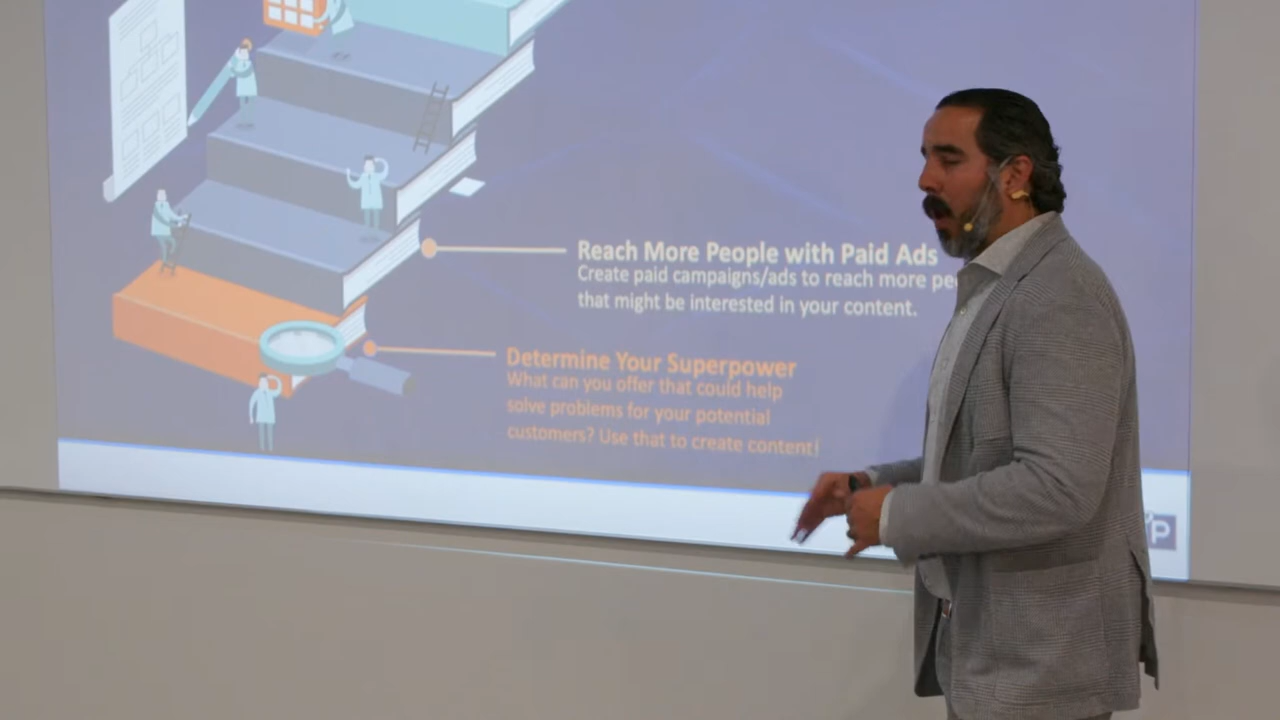 Reach More People with Paid Ads
Create paid campaigns/ads to reach more
that might be interested in your content.
Determine Your Superpower
What can you offer that could help
solve problems for your potential
customers? Use that to create content!
P